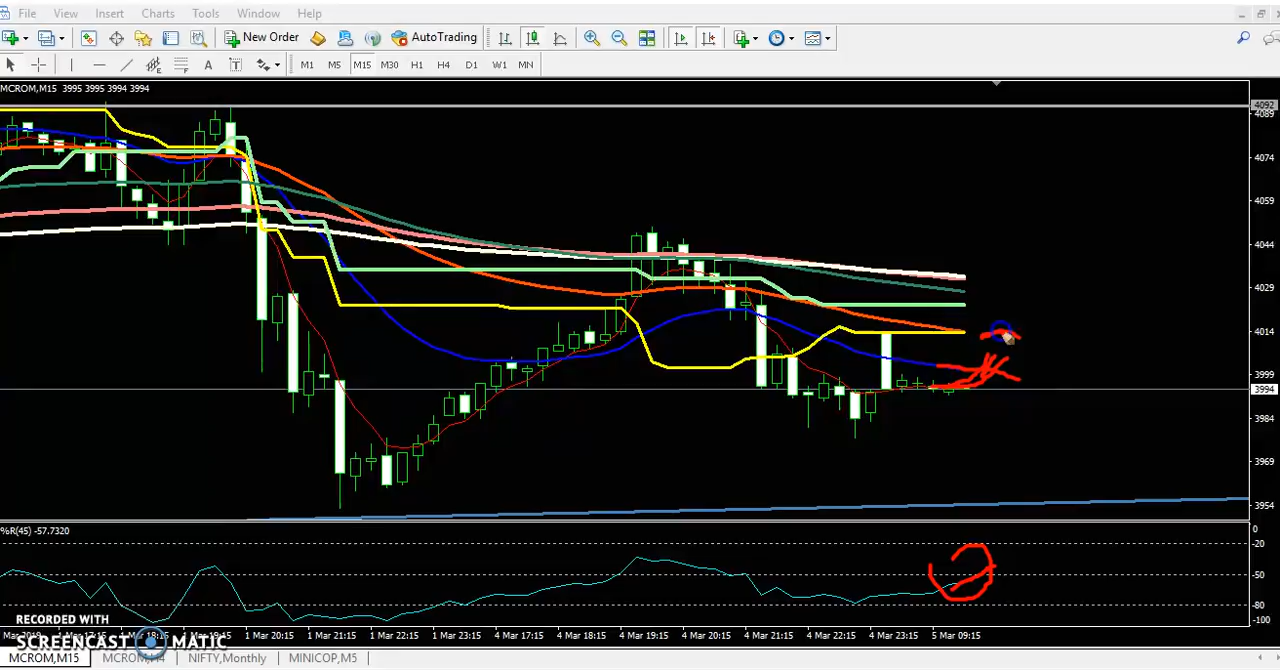 File View Insert Charts Tools Window Help
New Order AutoTrading
A T M1 M5 M15 M30 H1 H4 D1 W1 MN
MCROM,M15 3995 3995 3994 3994
4092
4089
4074
4059
4044
4029
4014
3999
3994
3984
3969
3954
%R(45) -57.7320
0
-20
-50
-80
-100
RECORDED WITH
SCREENCAST MATIC
1 Mar 20:15 1 Mar 21:15 1 Mar 22:15 1 Mar 23:15 4 Mar 17:15 4 Mar 18:15 4 Mar 19:15 4 Mar 20:15 4 Mar 21:15 4 Mar 22:15 4 Mar 23:15 5 Mar 09:15
MCROM,M15 MCROM,H4 NIFTY,Monthly MINICOP,M5